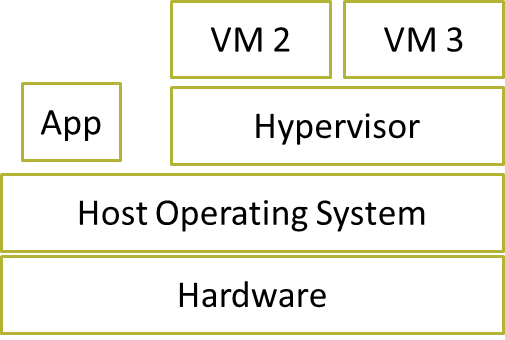 VM 2
VM 3
App
Hypervisor
Host Operating System
Hardware